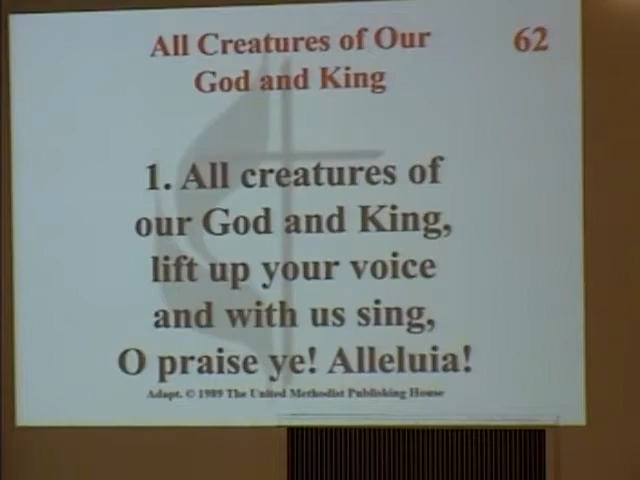 All Creatures of Our
God and King
62
1. All creatures of
our God and King,
lift up your voice
and with us sing,
O praise ye! Alleluia!
Adapt. © 1989 The United Methodist Publishing House